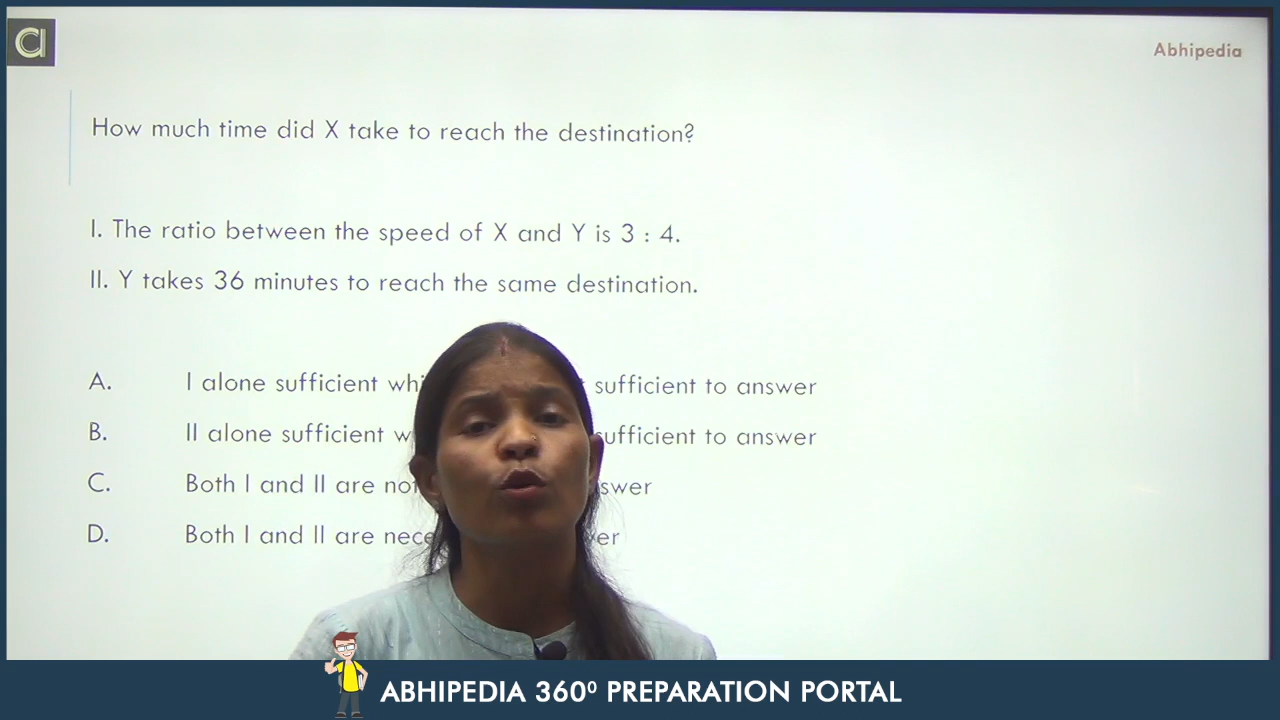 Abhipedia
How much time did X take to reach the destination?
I. The ratio between the speed of X and Y is 3 : 4.
II. Y takes 36 minutes to reach the same destination.
A. I alone sufficient sufficient to answer
B. II alone sufficient sufficient to answer
C. Both I and II are
D. Both I and II are
ABHIPEDIA 360⁰ PREPARATION PORTAL